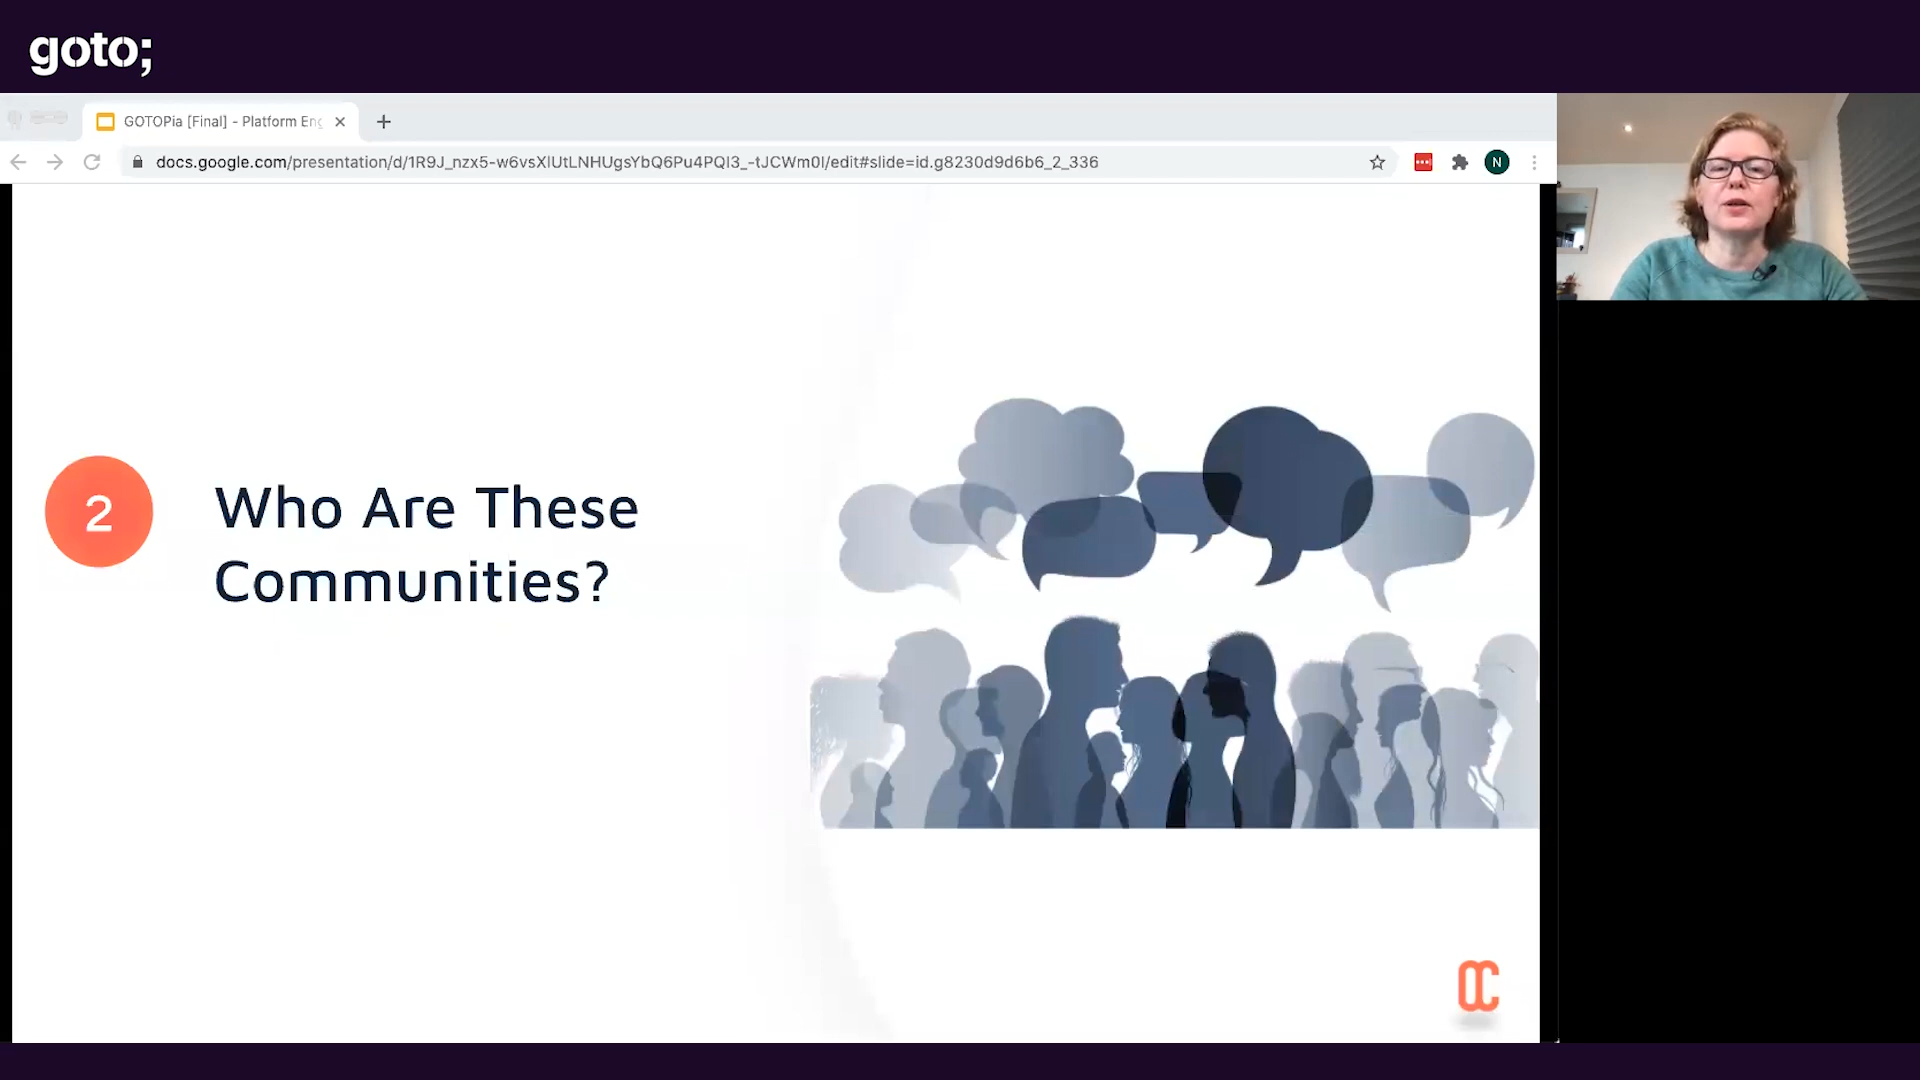 goto;
GOTOPia [Final] - Platform Eng
docs.google.com/presentation/d/1R9J_nzx5-w6vsXlUtLNHUgsYbQ6Pu4PQI3_-tJCWm0I/edit#slide=id.g8230d9d6b6_2_336
N
2
Who Are These
Communities?